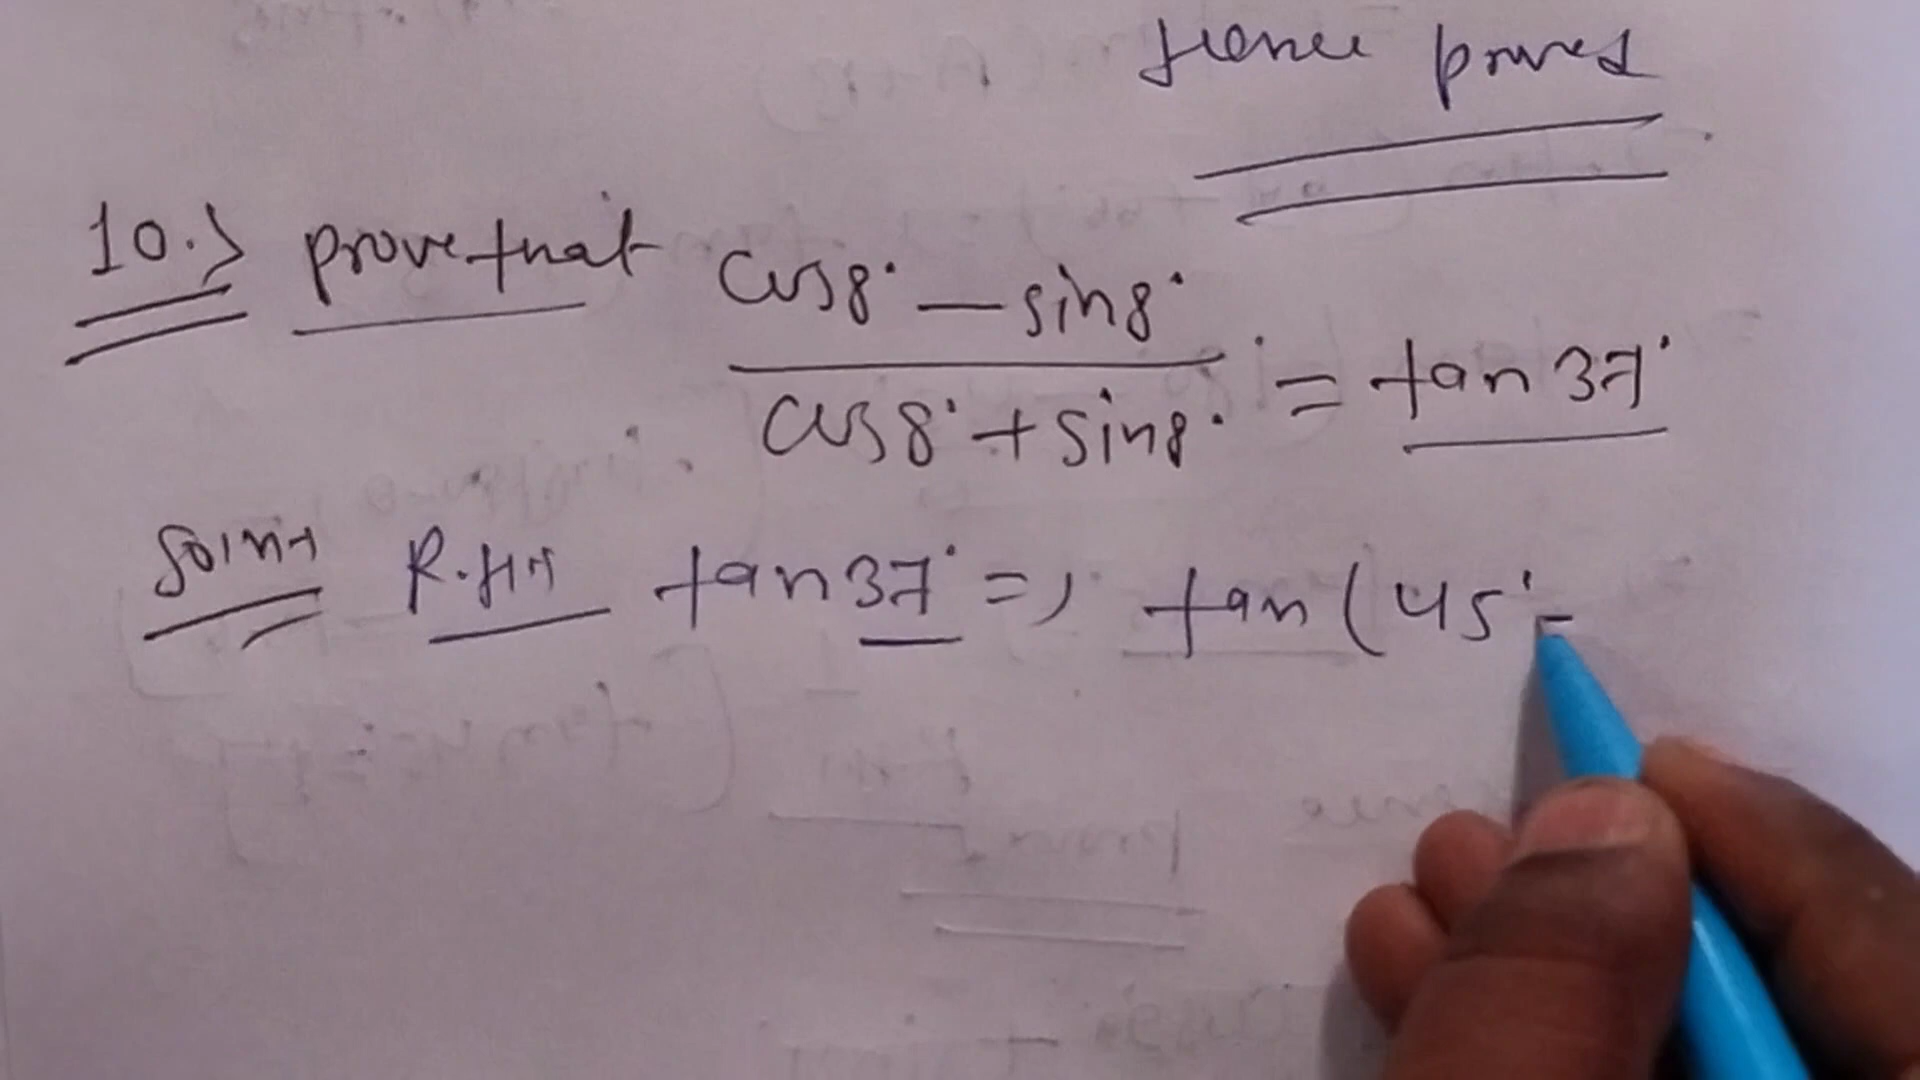 Hence proved
10.> prove that cos8° - sin8°
cos8° + sin8° = tan 37°
Soln→ R.H.S tan37° => tan(45°-